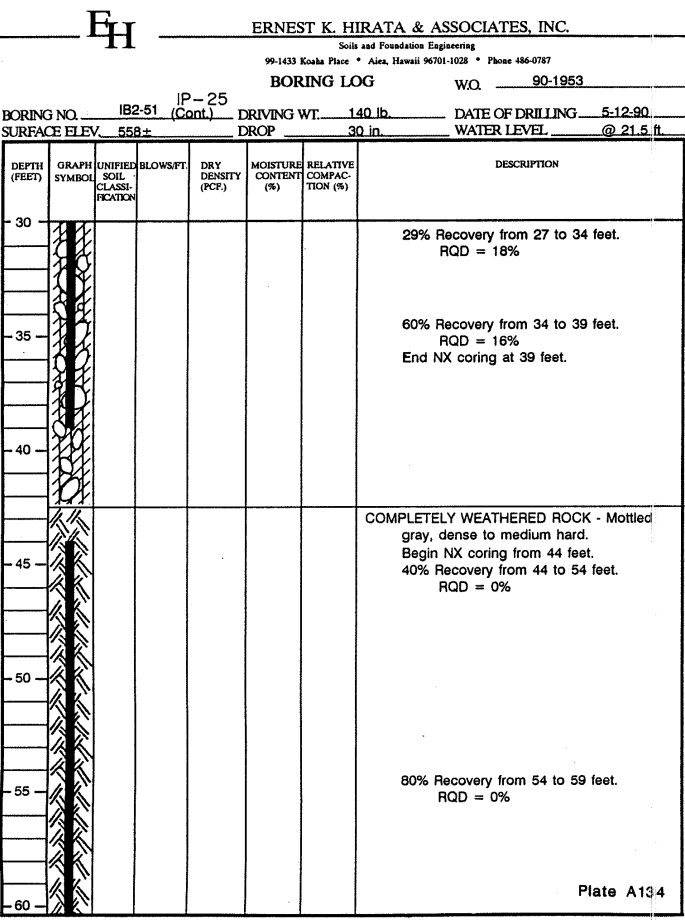 EH
ERNEST K. HIRATA & ASSOCIATES, INC.
Soils and Foundation Engineering
99-1433 Koaha Place * Aiea, Hawaii 96701-1028 * Phone 486-0787
BORING LOG W.O. 90-1953
IP-25
BORING NO. IB2-51 (Cont.) DRIVING WT. 140 lb. DATE OF DRILLING 5-12-90
SURFACE ELEV. 558± DROP 30 in. WATER LEVEL @ 21.5 ft.
DEPTH (FEET) GRAPH SYMBOL UNIFIED SOIL CLASSI-FICATION BLOWS/FT. DRY DENSITY (PCF.) MOISTURE CONTENT (%) RELATIVE COMPAC-TION (%) DESCRIPTION
30
29% Recovery from 27 to 34 feet.
RQD = 18%
60% Recovery from 34 to 39 feet.
35
RQD = 16%
End NX coring at 39 feet.
40
COMPLETELY WEATHERED ROCK - Mottled
gray, dense to medium hard.
Begin NX coring from 44 feet.
45
40% Recovery from 44 to 54 feet.
RQD = 0%
50
80% Recovery from 54 to 59 feet.
55
RQD = 0%
Plate A134
60